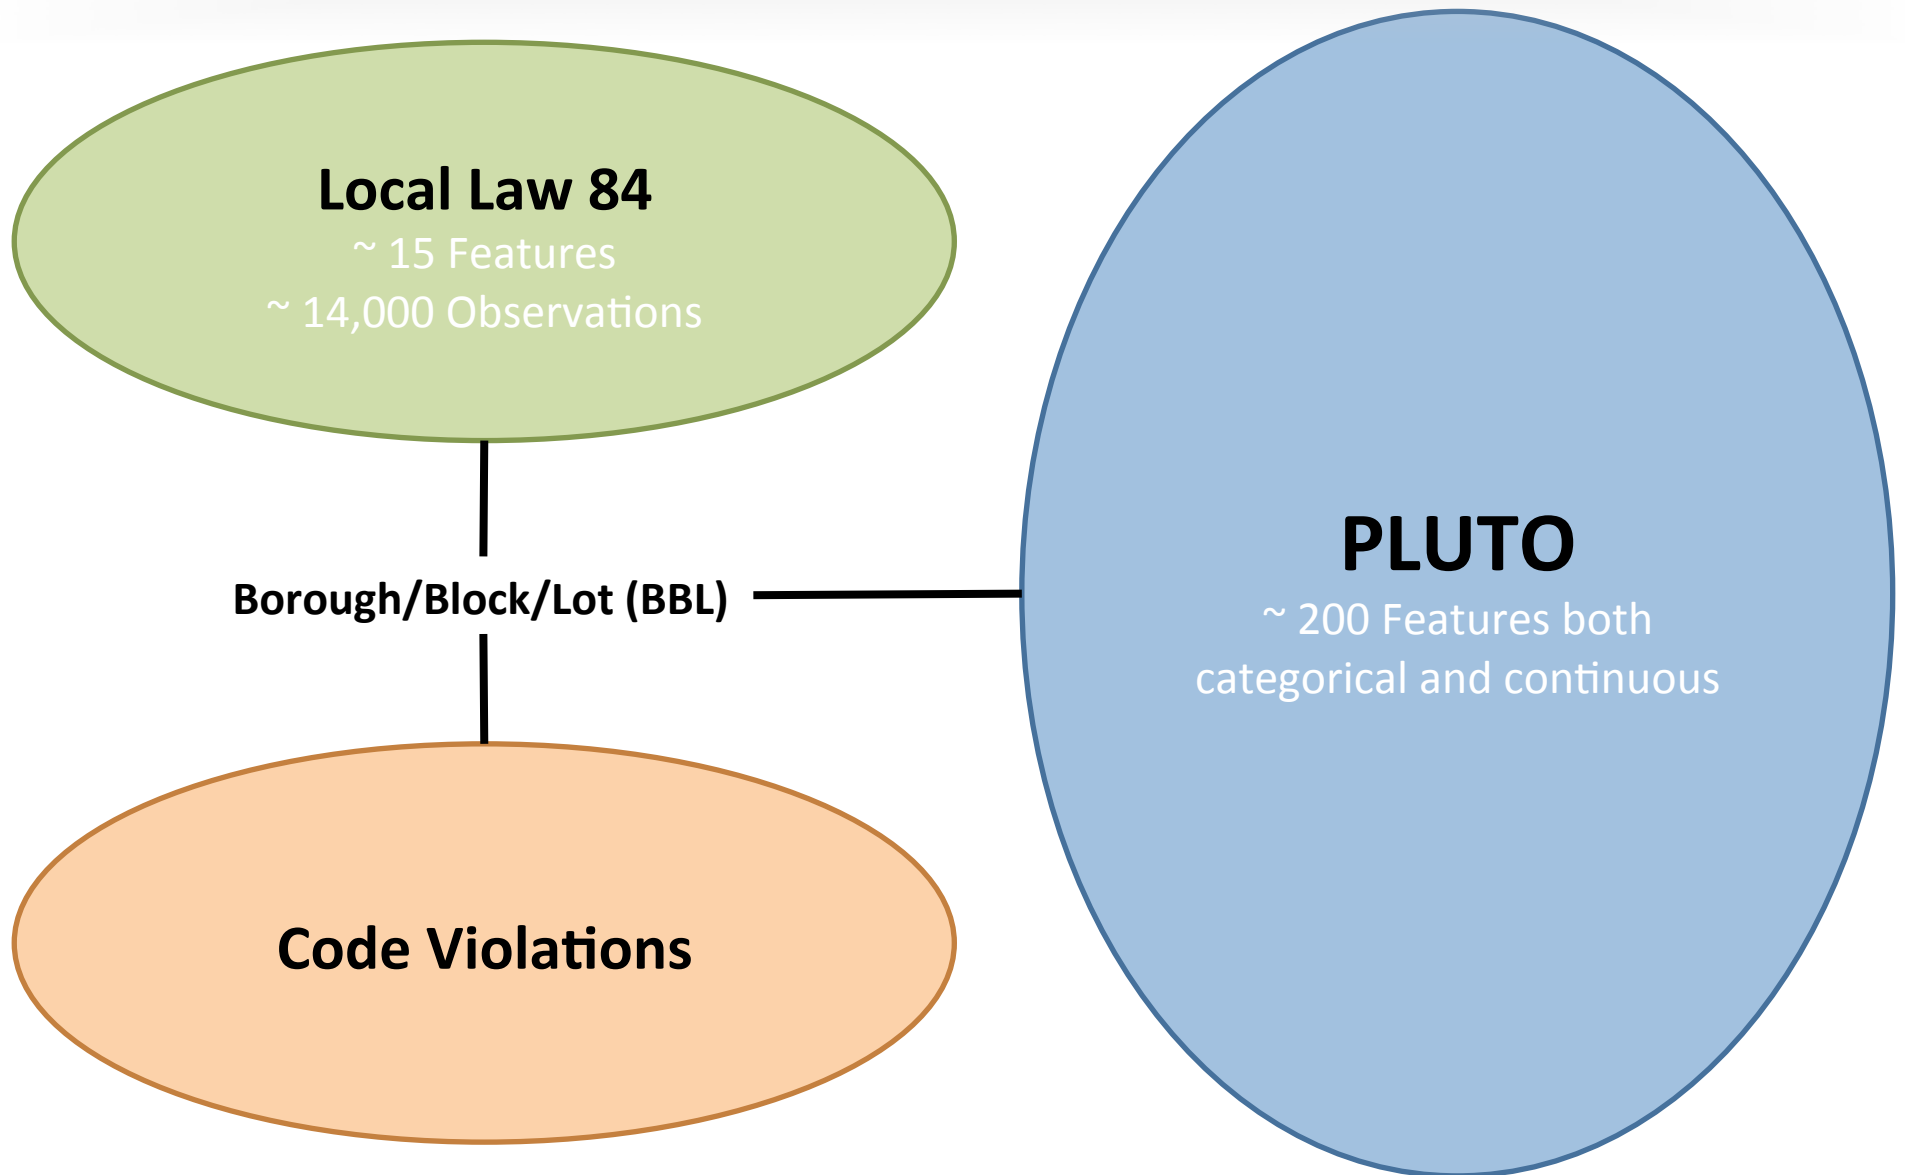 Local Law 84
~ 15 Features
~ 14,000 Observations
Borough/Block/Lot (BBL)
Code Violations
PLUTO
~ 200 Features both
categorical and continuous